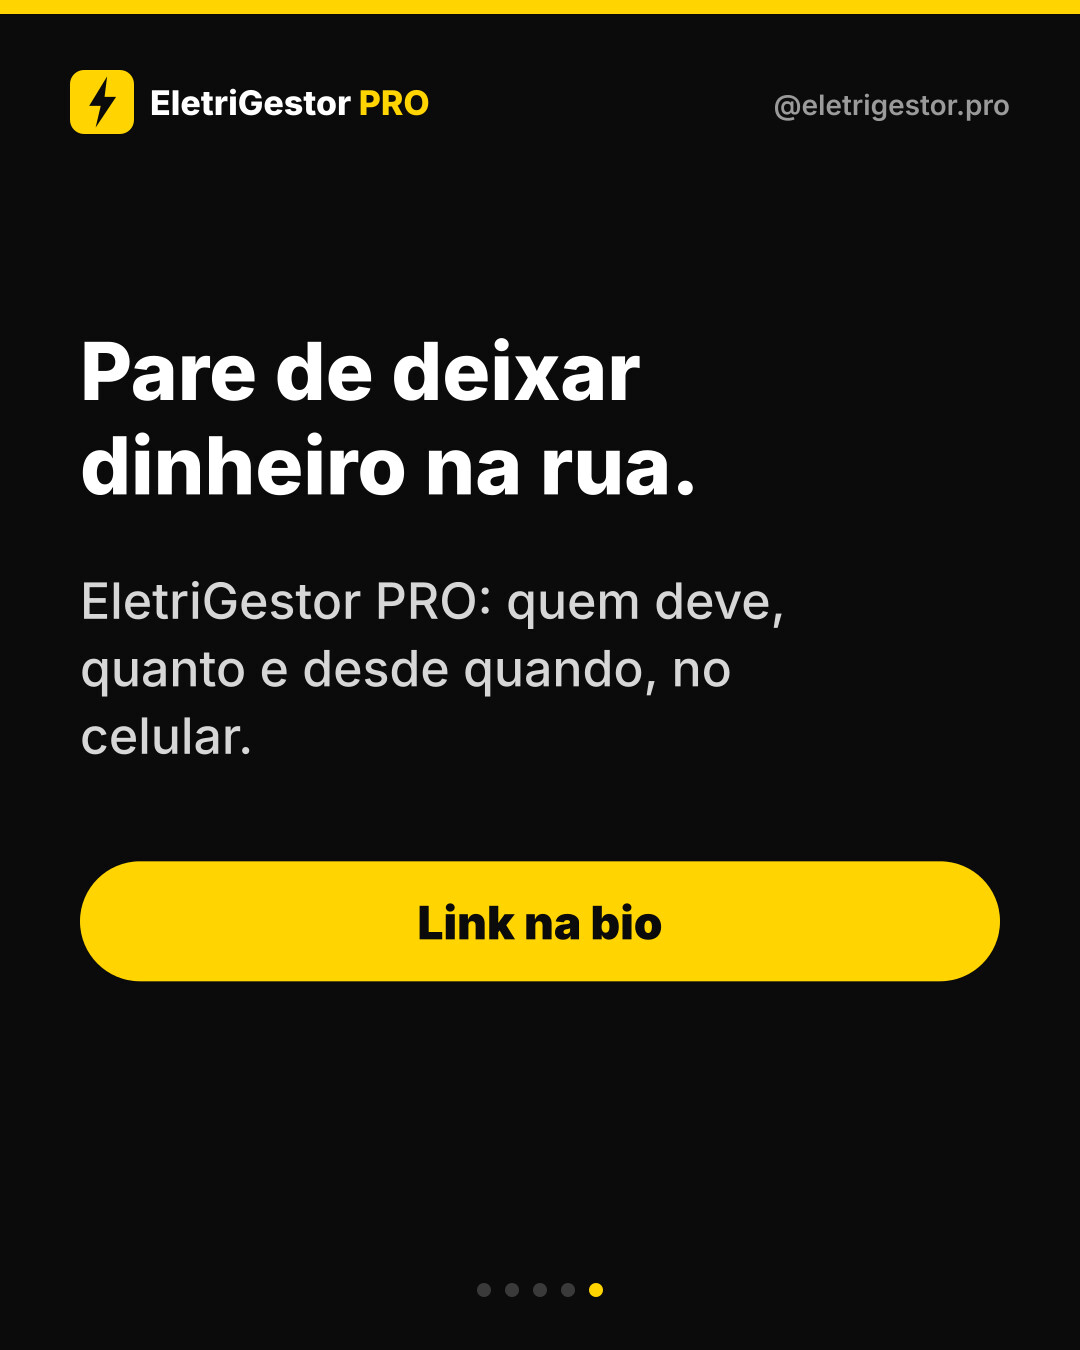 EletriGestor PRO
@eletrigestor.pro
Pare de deixar
dinheiro na rua.
EletriGestor PRO: quem deve,
quanto e desde quando, no
celular.
Link na bio